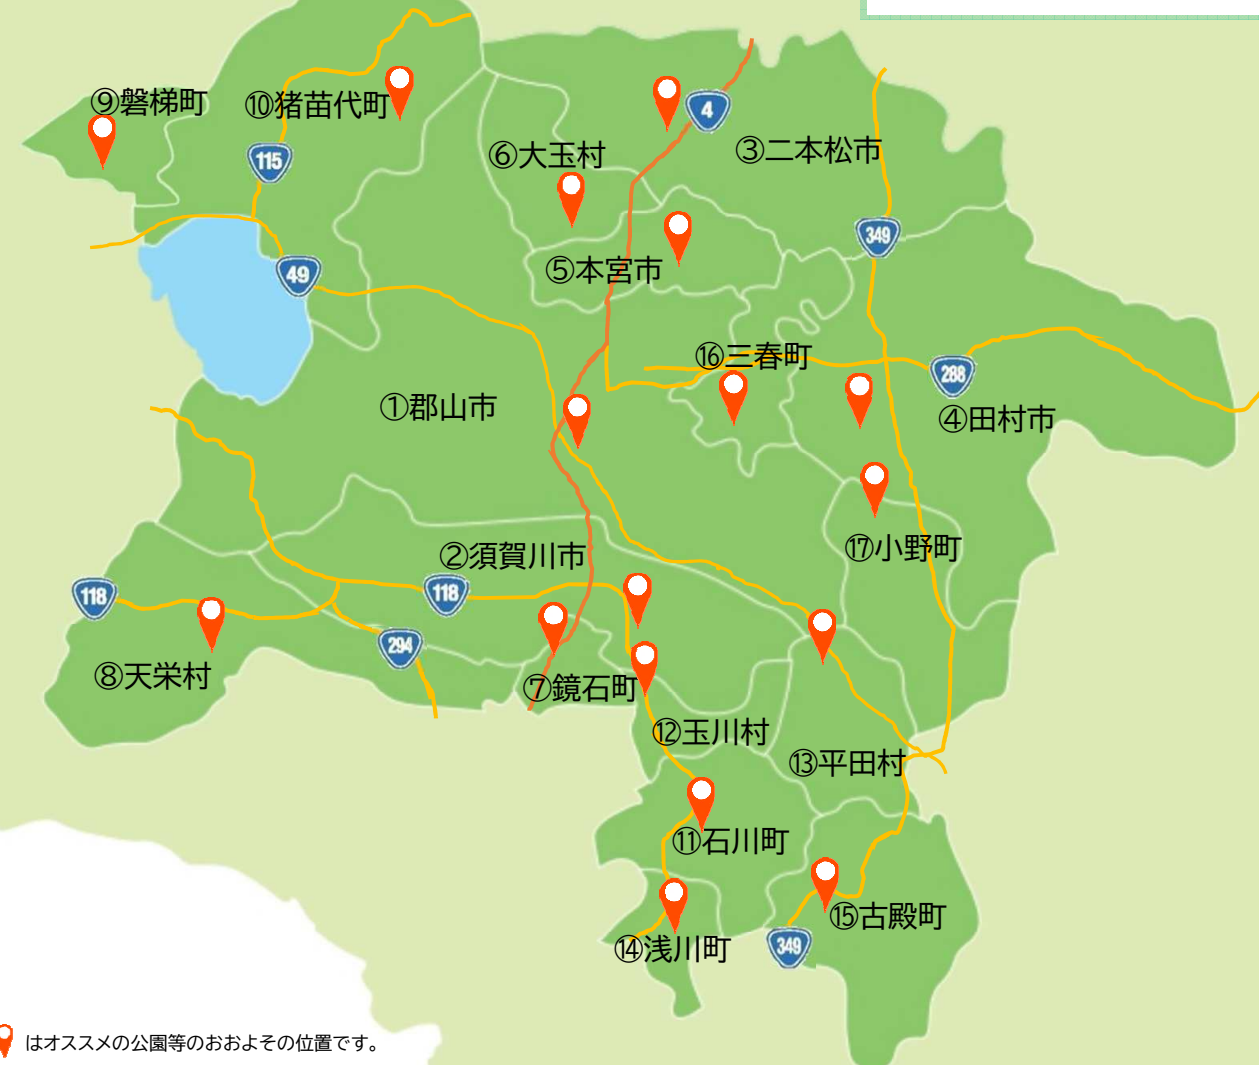 ⑨磐梯町
⑩猪苗代町
4
⑥大玉村
③二本松市
115
349
⑤本宮市
49
⑯三春町
288
①郡山市
④田村市
②須賀川市
⑰小野町
118
118
294
⑧天栄村
⑦鏡石町
⑫玉川村
⑬平田村
⑪石川町
⑮古殿町
⑭浅川町
349
はオススメの公園等のおおよその位置です。